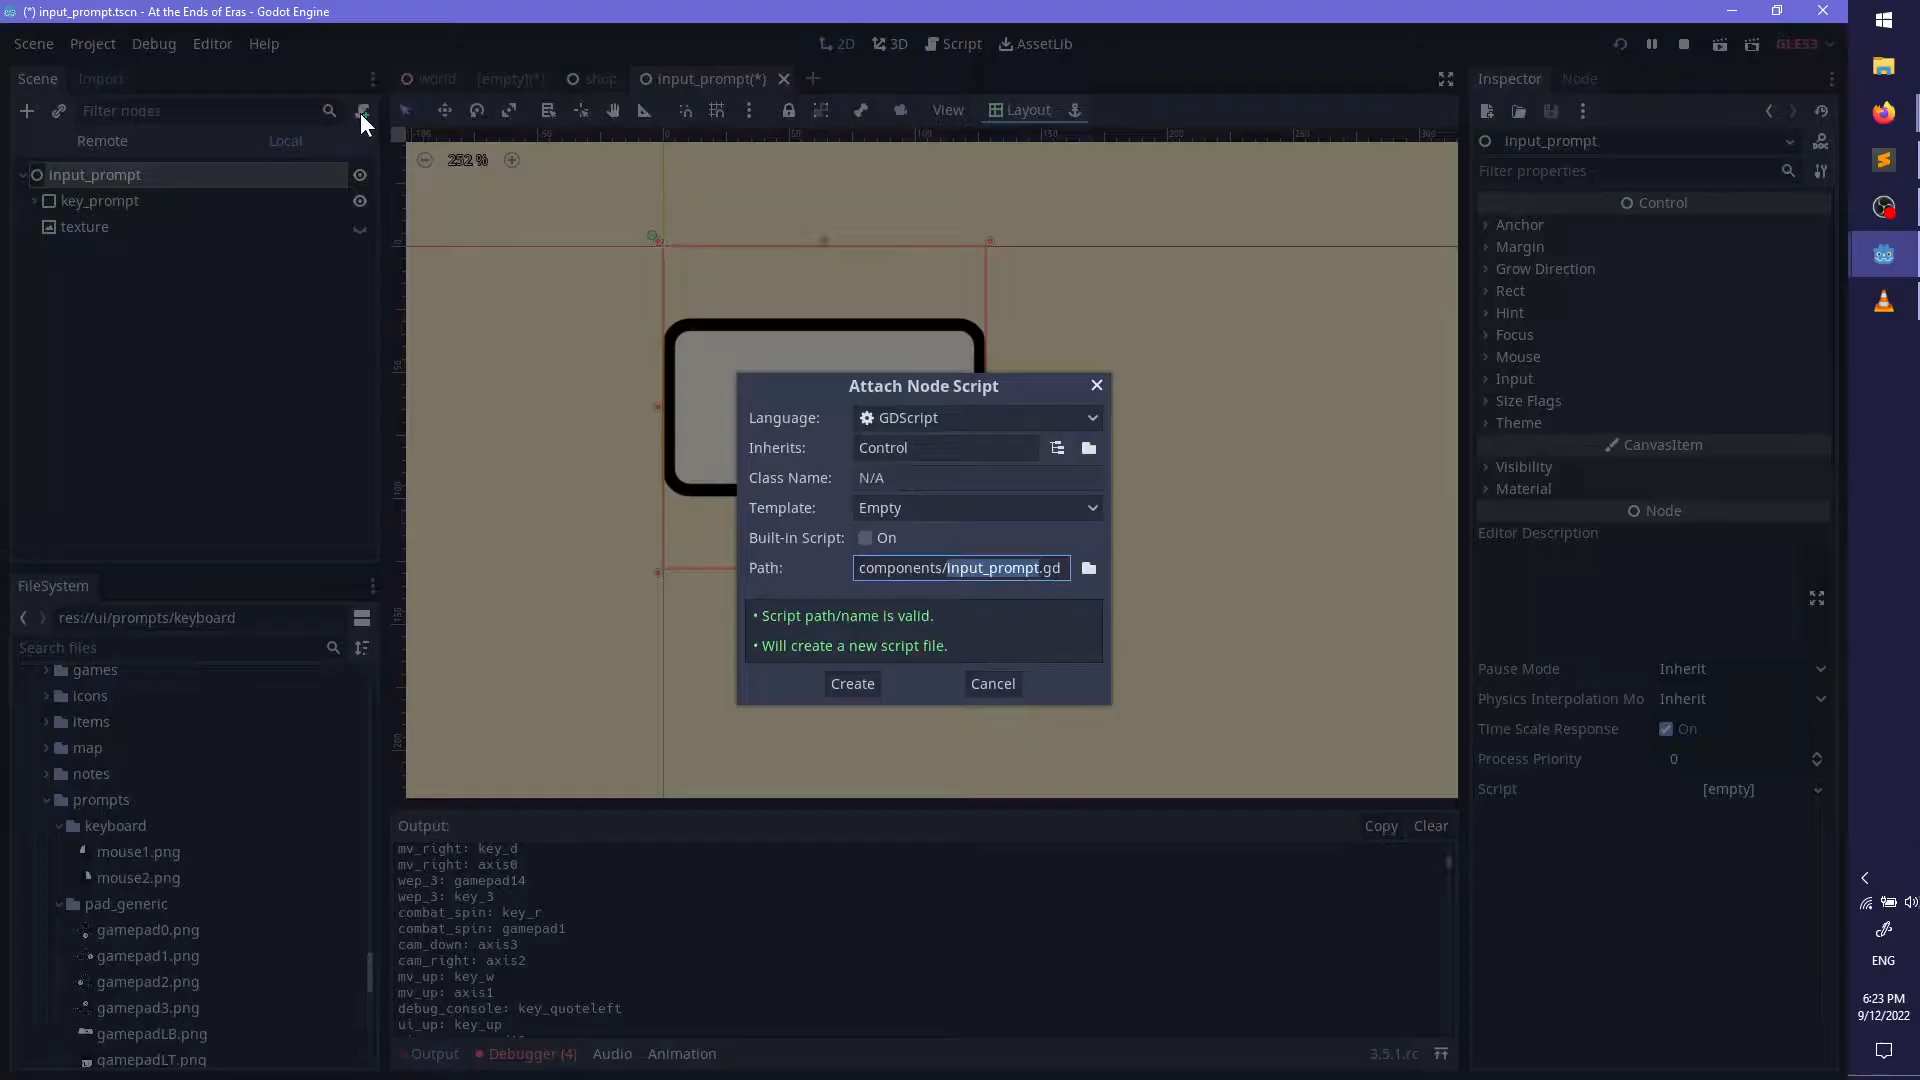 (*) input_prompt.tscn - At the Ends of Eras - Godot Engine
Scene Project Debug Editor Help
2D 3D Script AssetLib
GLES3
Scene Import
world [empty](*) shop input_prompt(*)
Inspector Node
Filter nodes
View Layout
Remote Local
input_prompt
key_prompt
texture
252 %
input_prompt
Filter properties
Control
Anchor
Margin
Grow Direction
Rect
Hint
Focus
Mouse
Input
Size Flags
Theme
CanvasItem
Visibility
Material
Node
Editor Description
Pause Mode Inherit
Physics Interpolation Mo Inherit
Time Scale Response On
Process Priority 0
Script [empty]
Attach Node Script
Language: GDScript
Inherits: Control
Class Name: N/A
Template: Empty
Built-in Script: On
Path: components/input_prompt.gd
• Script path/name is valid.
• Will create a new script file.
Create Cancel
FileSystem
res://ui/prompts/keyboard
Search files
games
icons
items
map
notes
prompts
keyboard
mouse1.png
mouse2.png
pad_generic
gamepad0.png
gamepad1.png
gamepad2.png
gamepad3.png
gamepadLB.png
gamepadLT.png
Output: Copy Clear
mv_right: key_d
mv_right: axis0
wep_3: gamepad14
wep_3: key_3
combat_spin: key_r
combat_spin: gamepad1
cam_down: axis3
cam_right: axis2
mv_up: key_w
mv_up: axis1
debug_console: key_quoteleft
ui_up: key_up
Output Debugger (4) Audio Animation 3.5.1.rc
ENG
6:23 PM
9/12/2022